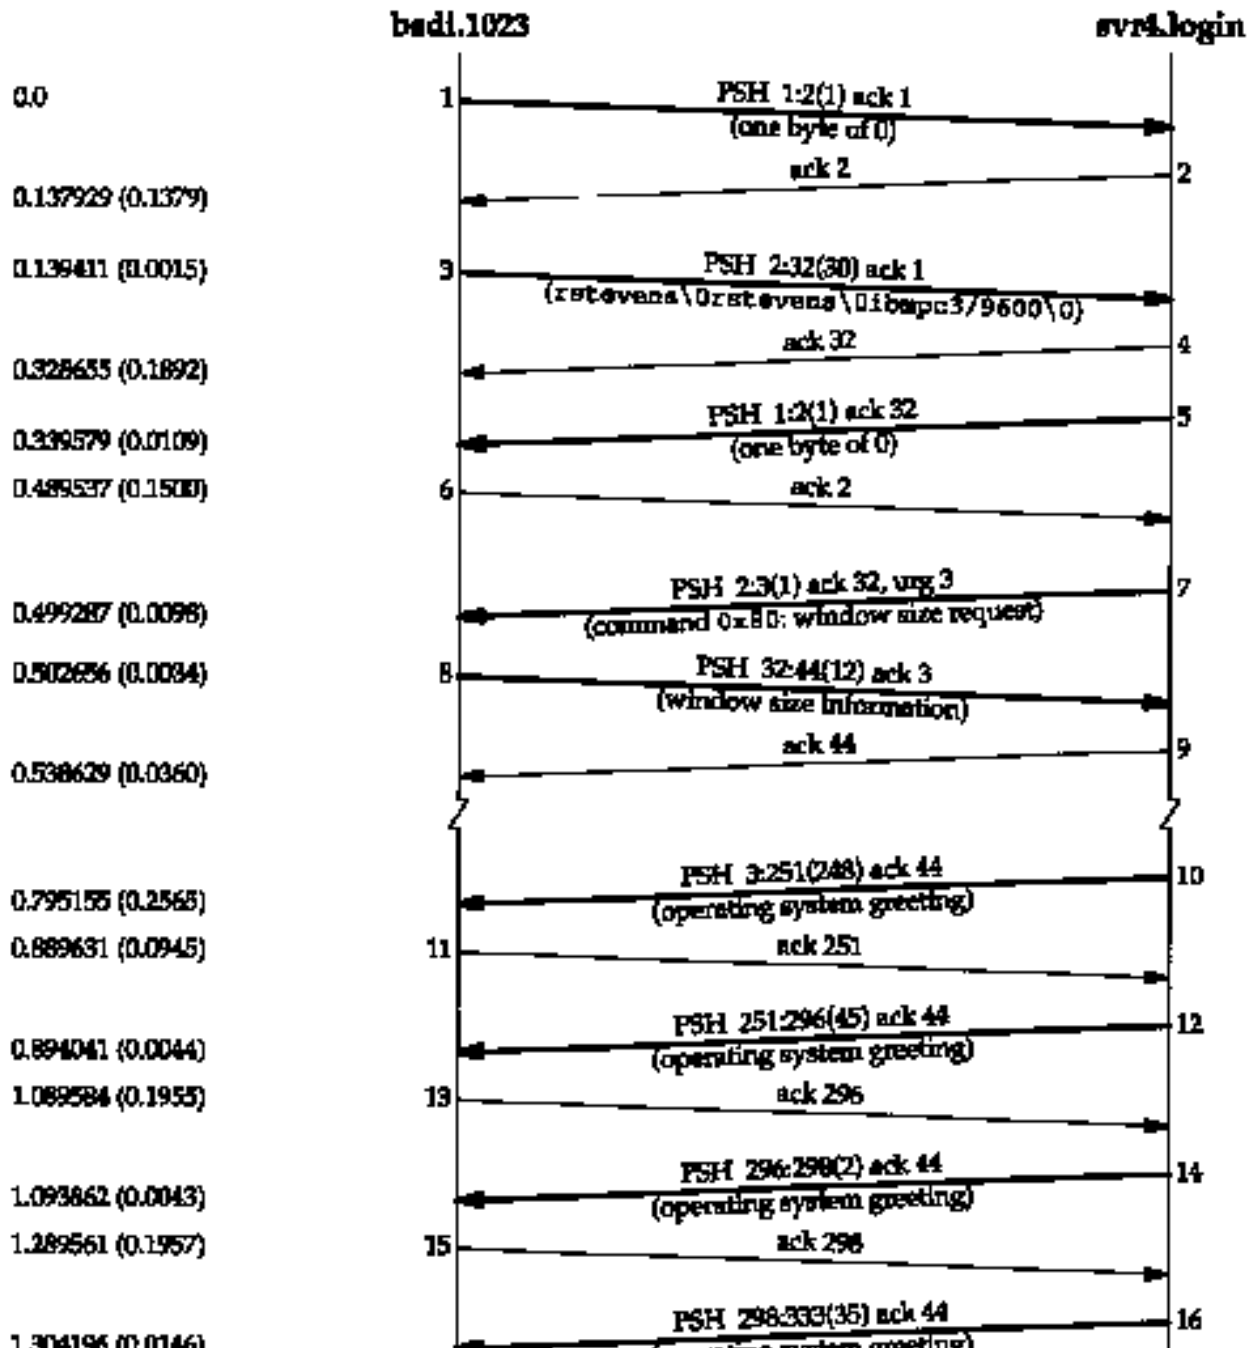 bsdi.1023 svr4.login
0.0 1 PSH 1:2(1) ack 1
(one byte of 0)
ack 2 2
0.137929 (0.1379)
0.139411 (0.0015) 3 PSH 2:32(30) ack 1
(rstevens\0rstevens\0ibmpc3/9600\0)
ack 32 4
0.328655 (0.1892)
PSH 1:2(1) ack 32 5
0.339579 (0.0109) (one byte of 0)
0.489537 (0.1500) 6 ack 2
PSH 2:3(1) ack 32, urg 3 7
0.499287 (0.0098) (command 0x80: window size request)
0.502656 (0.0034) 8 PSH 32:44(12) ack 3
(window size information)
ack 44 9
0.538629 (0.0360)
PSH 3:251(248) ack 44 10
0.795155 (0.2565) (operating system greeting)
0.889631 (0.0945) 11 ack 251
PSH 251:296(45) ack 44 12
0.894041 (0.0044) (operating system greeting)
1.089584 (0.1955) 13 ack 296
PSH 296:298(2) ack 44 14
1.093862 (0.0043) (operating system greeting)
1.289561 (0.1957) 15 ack 298
PSH 298:333(35) ack 44 16
1.304196 (0.0146) (operating system greeting)